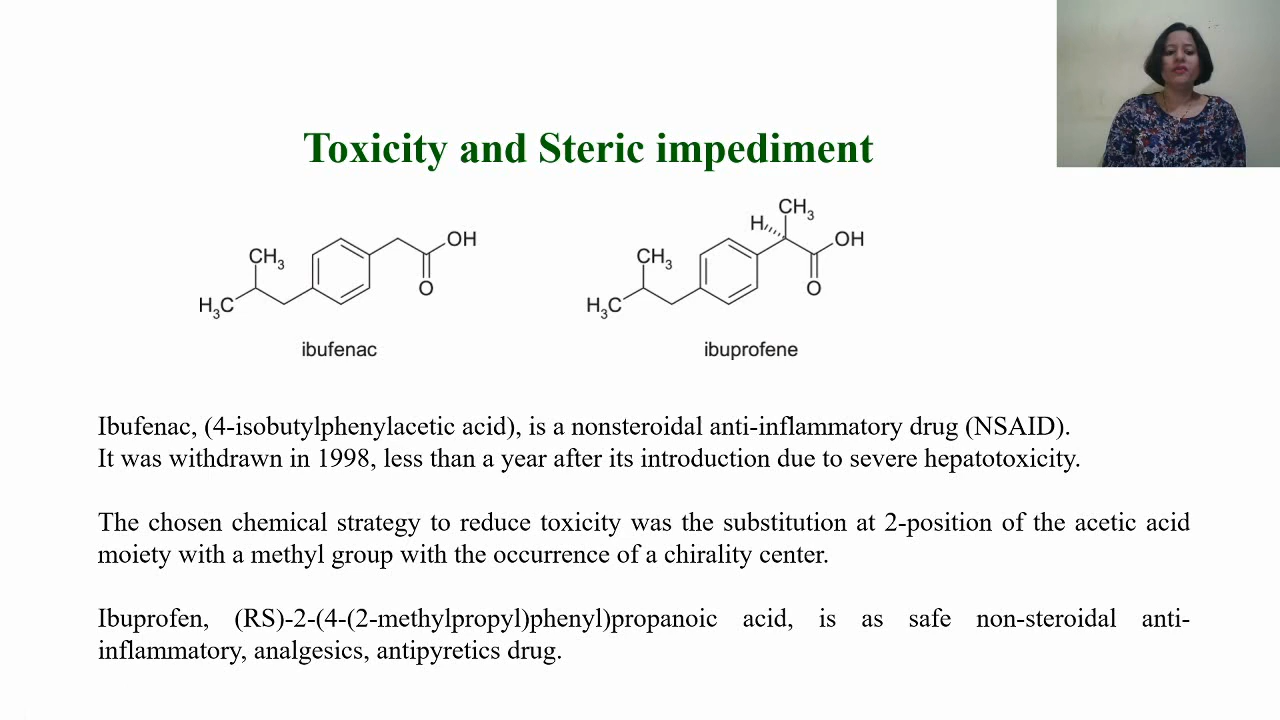 Toxicity and Steric impediment
CH3
H3C
OH
O
ibufenac
CH3
H3C
H
CH3
OH
O
ibuprofene
Ibufenac, (4-isobutylphenylacetic acid), is a nonsteroidal anti-inflammatory drug (NSAID).
It was withdrawn in 1998, less than a year after its introduction due to severe hepatotoxicity.
The chosen chemical strategy to reduce toxicity was the substitution at 2-position of the acetic acid
moiety with a methyl group with the occurrence of a chirality center.
Ibuprofen, (RS)-2-(4-(2-methylpropyl)phenyl)propanoic acid, is as safe non-steroidal anti-
inflammatory, analgesics, antipyretics drug.